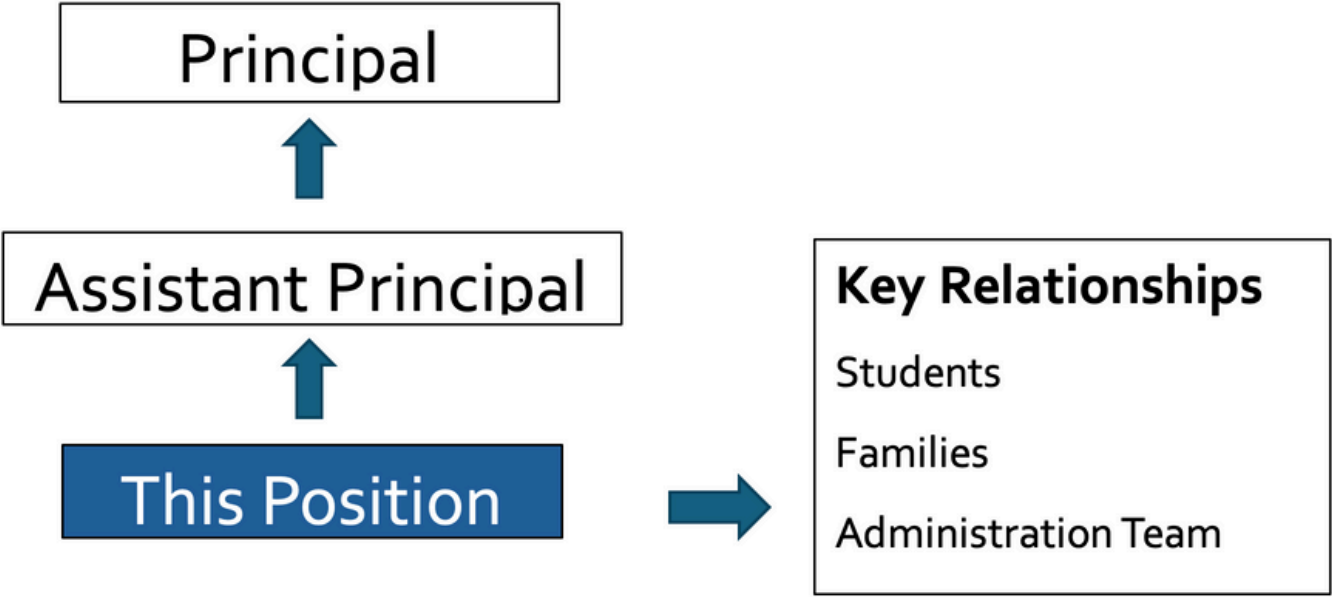 Principal
Assistant Principal
This Position
Key Relationships
Students
Families
Administration Team